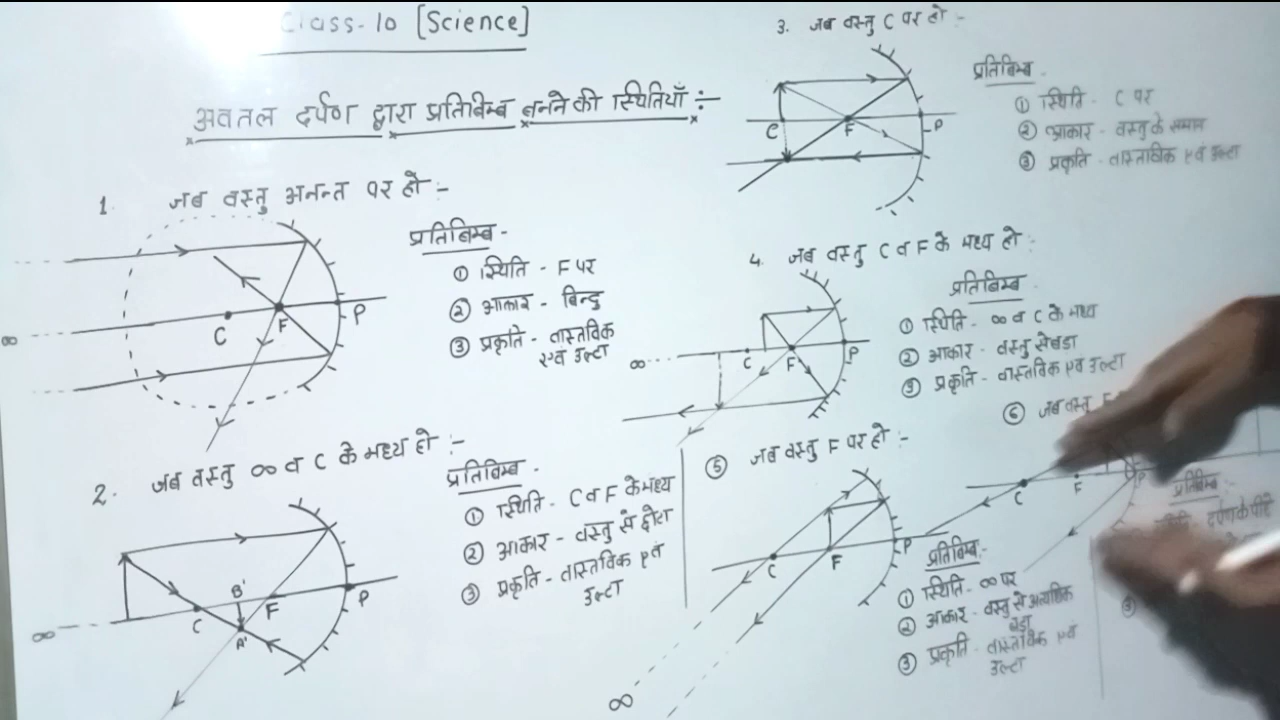 Class-10 [Science]
अवतल दर्पण द्वारा प्रतिबिम्ब बनने की स्थितियाँ :-
1. जब वस्तु अनन्त पर हो :-
प्रतिबिम्ब -
① स्थिति - F पर
② आकार - बिन्दु
③ प्रकृति - वास्तविक
एवं उल्टा
∞
C
F
P
2. जब वस्तु ∞ व C के मध्य हो :-
प्रतिबिम्ब -
① स्थिति - C व F के मध्य
② आकार - वस्तु से छोटा
③ प्रकृति - वास्तविक एवं
उल्टा
∞
C
B'
A'
F
P
3. जब वस्तु C पर हो :-
प्रतिबिम्ब -
① स्थिति - C पर
② आकार - वस्तु के समान
③ प्रकृति - वास्तविक एवं उल्टा
C
F
P
4. जब वस्तु C व F के मध्य हो :-
प्रतिबिम्ब -
① स्थिति - ∞ व C के मध्य
② आकार - वस्तु से बडा
③ प्रकृति - वास्तविक एवं उल्टा
∞
C
F
P
⑤ जब वस्तु F पर हो :-
प्रतिबिम्ब :-
① स्थिति - ∞ पर
② आकार - वस्तु से अत्यधिक
बडा
③ प्रकृति - वास्तविक एवं
उल्टा
C
F
P
∞
⑥ जब वस्तु F
C
F
P
प्रतिबिम्ब :-
दर्पण के पीछे
③